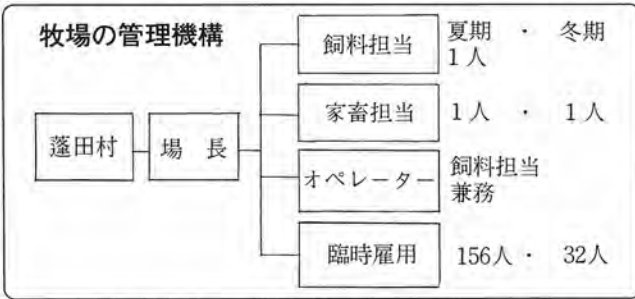 牧場の管理機構
飼料担当 夏期 ・ 冬期
1人
家畜担当 1人 ・ 1人
蓬田村 場 長
オペレーター 飼料担当
兼務
臨時雇用 156人 ・ 32人